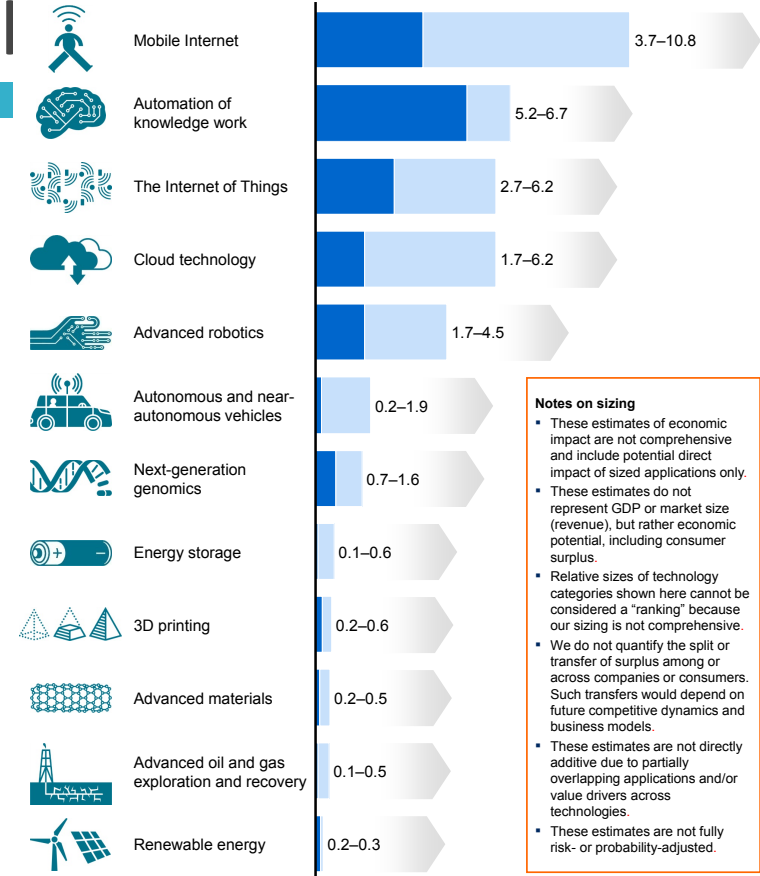 Mobile Internet
3.7–10.8
Automation of
knowledge work
5.2–6.7
The Internet of Things
2.7–6.2
Cloud technology
1.7–6.2
Advanced robotics
1.7–4.5
Autonomous and near-
autonomous vehicles
0.2–1.9
Next-generation
genomics
0.7–1.6
Energy storage
0.1–0.6
3D printing
0.2–0.6
Advanced materials
0.2–0.5
Advanced oil and gas
exploration and recovery
0.1–0.5
Renewable energy
0.2–0.3
Notes on sizing
▪ These estimates of economic
impact are not comprehensive
and include potential direct
impact of sized applications only.
▪ These estimates do not
represent GDP or market size
(revenue), but rather economic
potential, including consumer
surplus.
▪ Relative sizes of technology
categories shown here cannot be
considered a “ranking” because
our sizing is not comprehensive.
▪ We do not quantify the split or
transfer of surplus among or
across companies or consumers.
Such transfers would depend on
future competitive dynamics and
business models.
▪ These estimates are not directly
additive due to partially
overlapping applications and/or
value drivers across
technologies.
▪ These estimates are not fully
risk- or probability-adjusted.